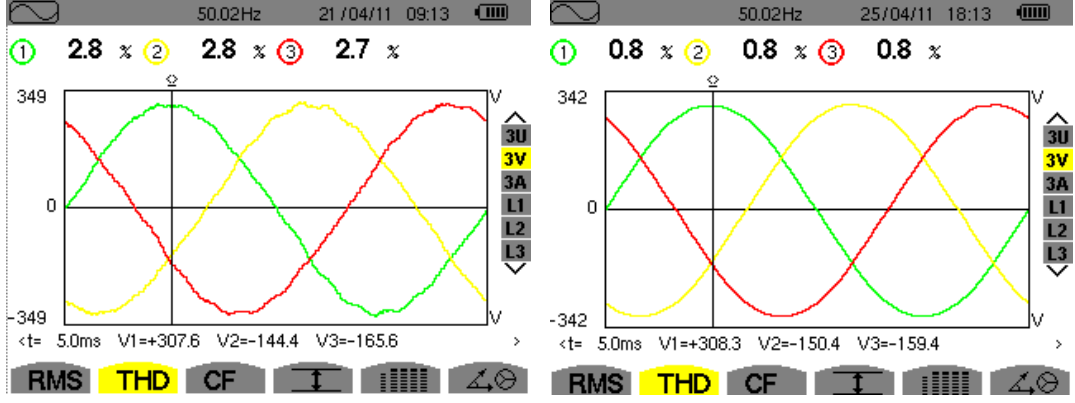 50.02Hz 21/04/11 09:13
1 2.8 % 2 2.8 % 3 2.7 %
349 V
0
-349 V
3U
3V
3A
L1
L2
L3
<t= 5.0ms V1=+307.6 V2=-144.4 V3=-165.6 >
RMS THD CF
50.02Hz 25/04/11 18:13
1 0.8 % 2 0.8 % 3 0.8 %
342 V
0
-342 V
3U
3V
3A
L1
L2
L3
<t= 5.0ms V1=+308.3 V2=-150.4 V3=-159.4 >
RMS THD CF